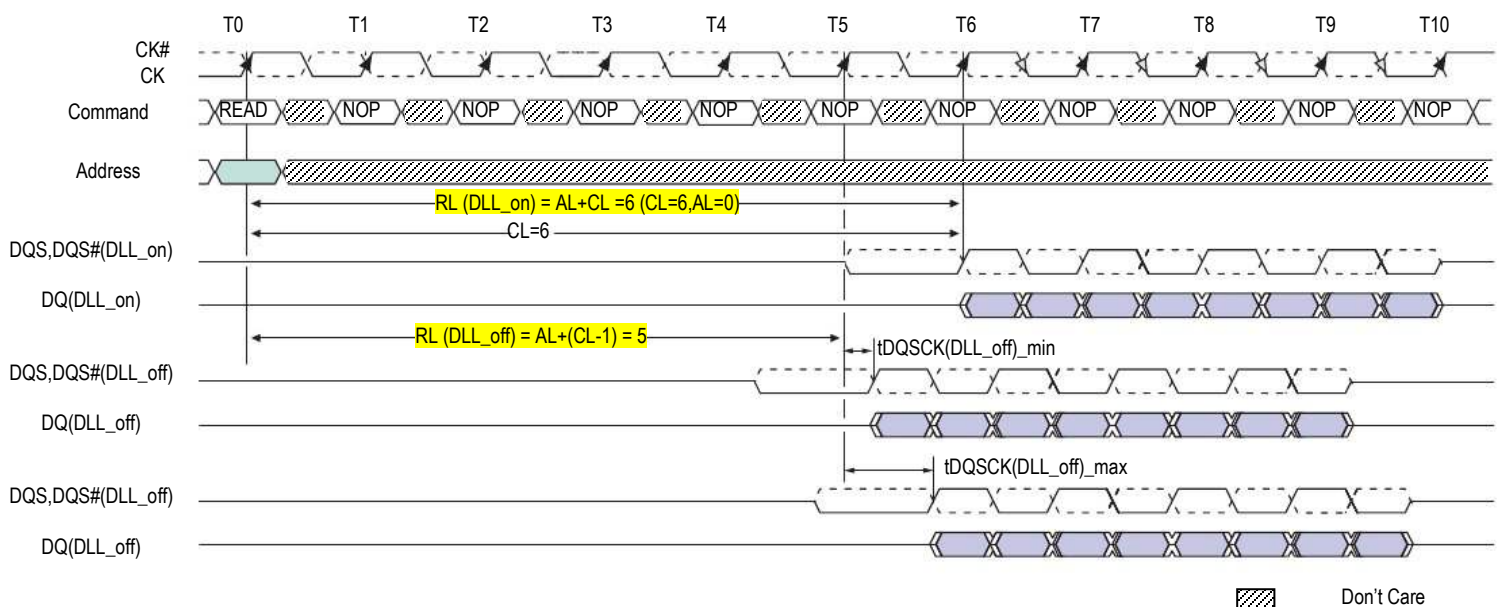 T0 T1 T2 T3 T4 T5 T6 T7 T8 T9 T10
CK#
CK
Command READ NOP NOP NOP NOP NOP NOP NOP NOP NOP NOP
Address
RL (DLL_on) = AL+CL =6 (CL=6,AL=0)
CL=6
DQS,DQS#(DLL_on)
DQ(DLL_on)
RL (DLL_off) = AL+(CL-1) = 5
tDQSCK(DLL_off)_min
DQS,DQS#(DLL_off)
DQ(DLL_off)
tDQSCK(DLL_off)_max
DQS,DQS#(DLL_off)
DQ(DLL_off)
Don't Care